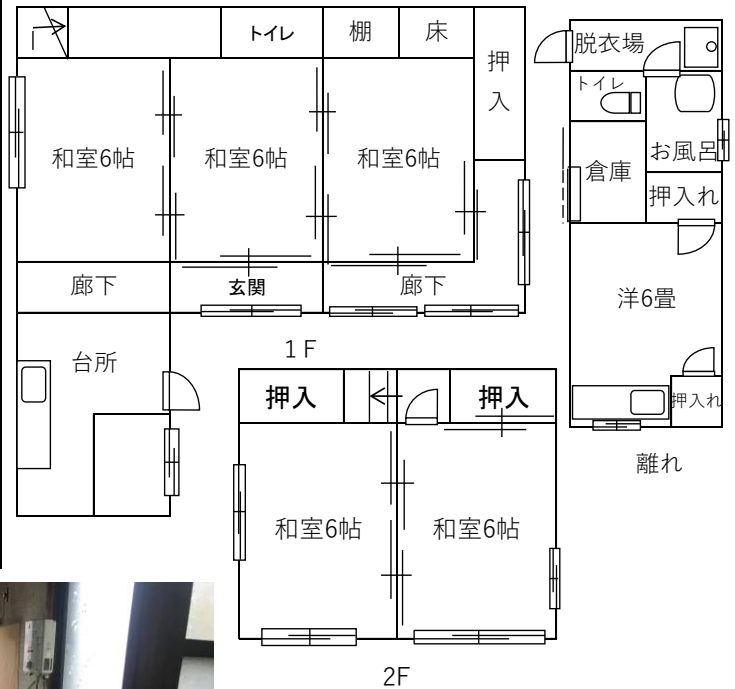 トイレ
棚
床
押入
和室6帖
和室6帖
和室6帖
廊下
玄関
廊下
台所
1F
押入
押入
和室6帖
和室6帖
2F
脱衣場
トイレ
お風呂
倉庫
押入れ
洋6畳
押入れ
離れ